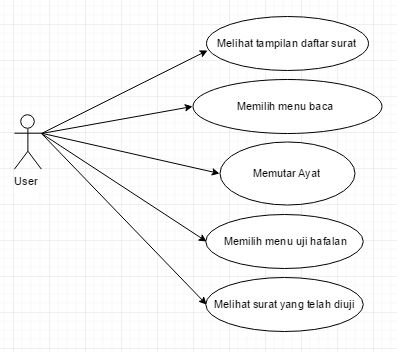 Melihat tampilan daftar surat
Memilih menu baca
Memutar Ayat
User
Memilih menu uji hafalan
Melihat surat yang telah diuji